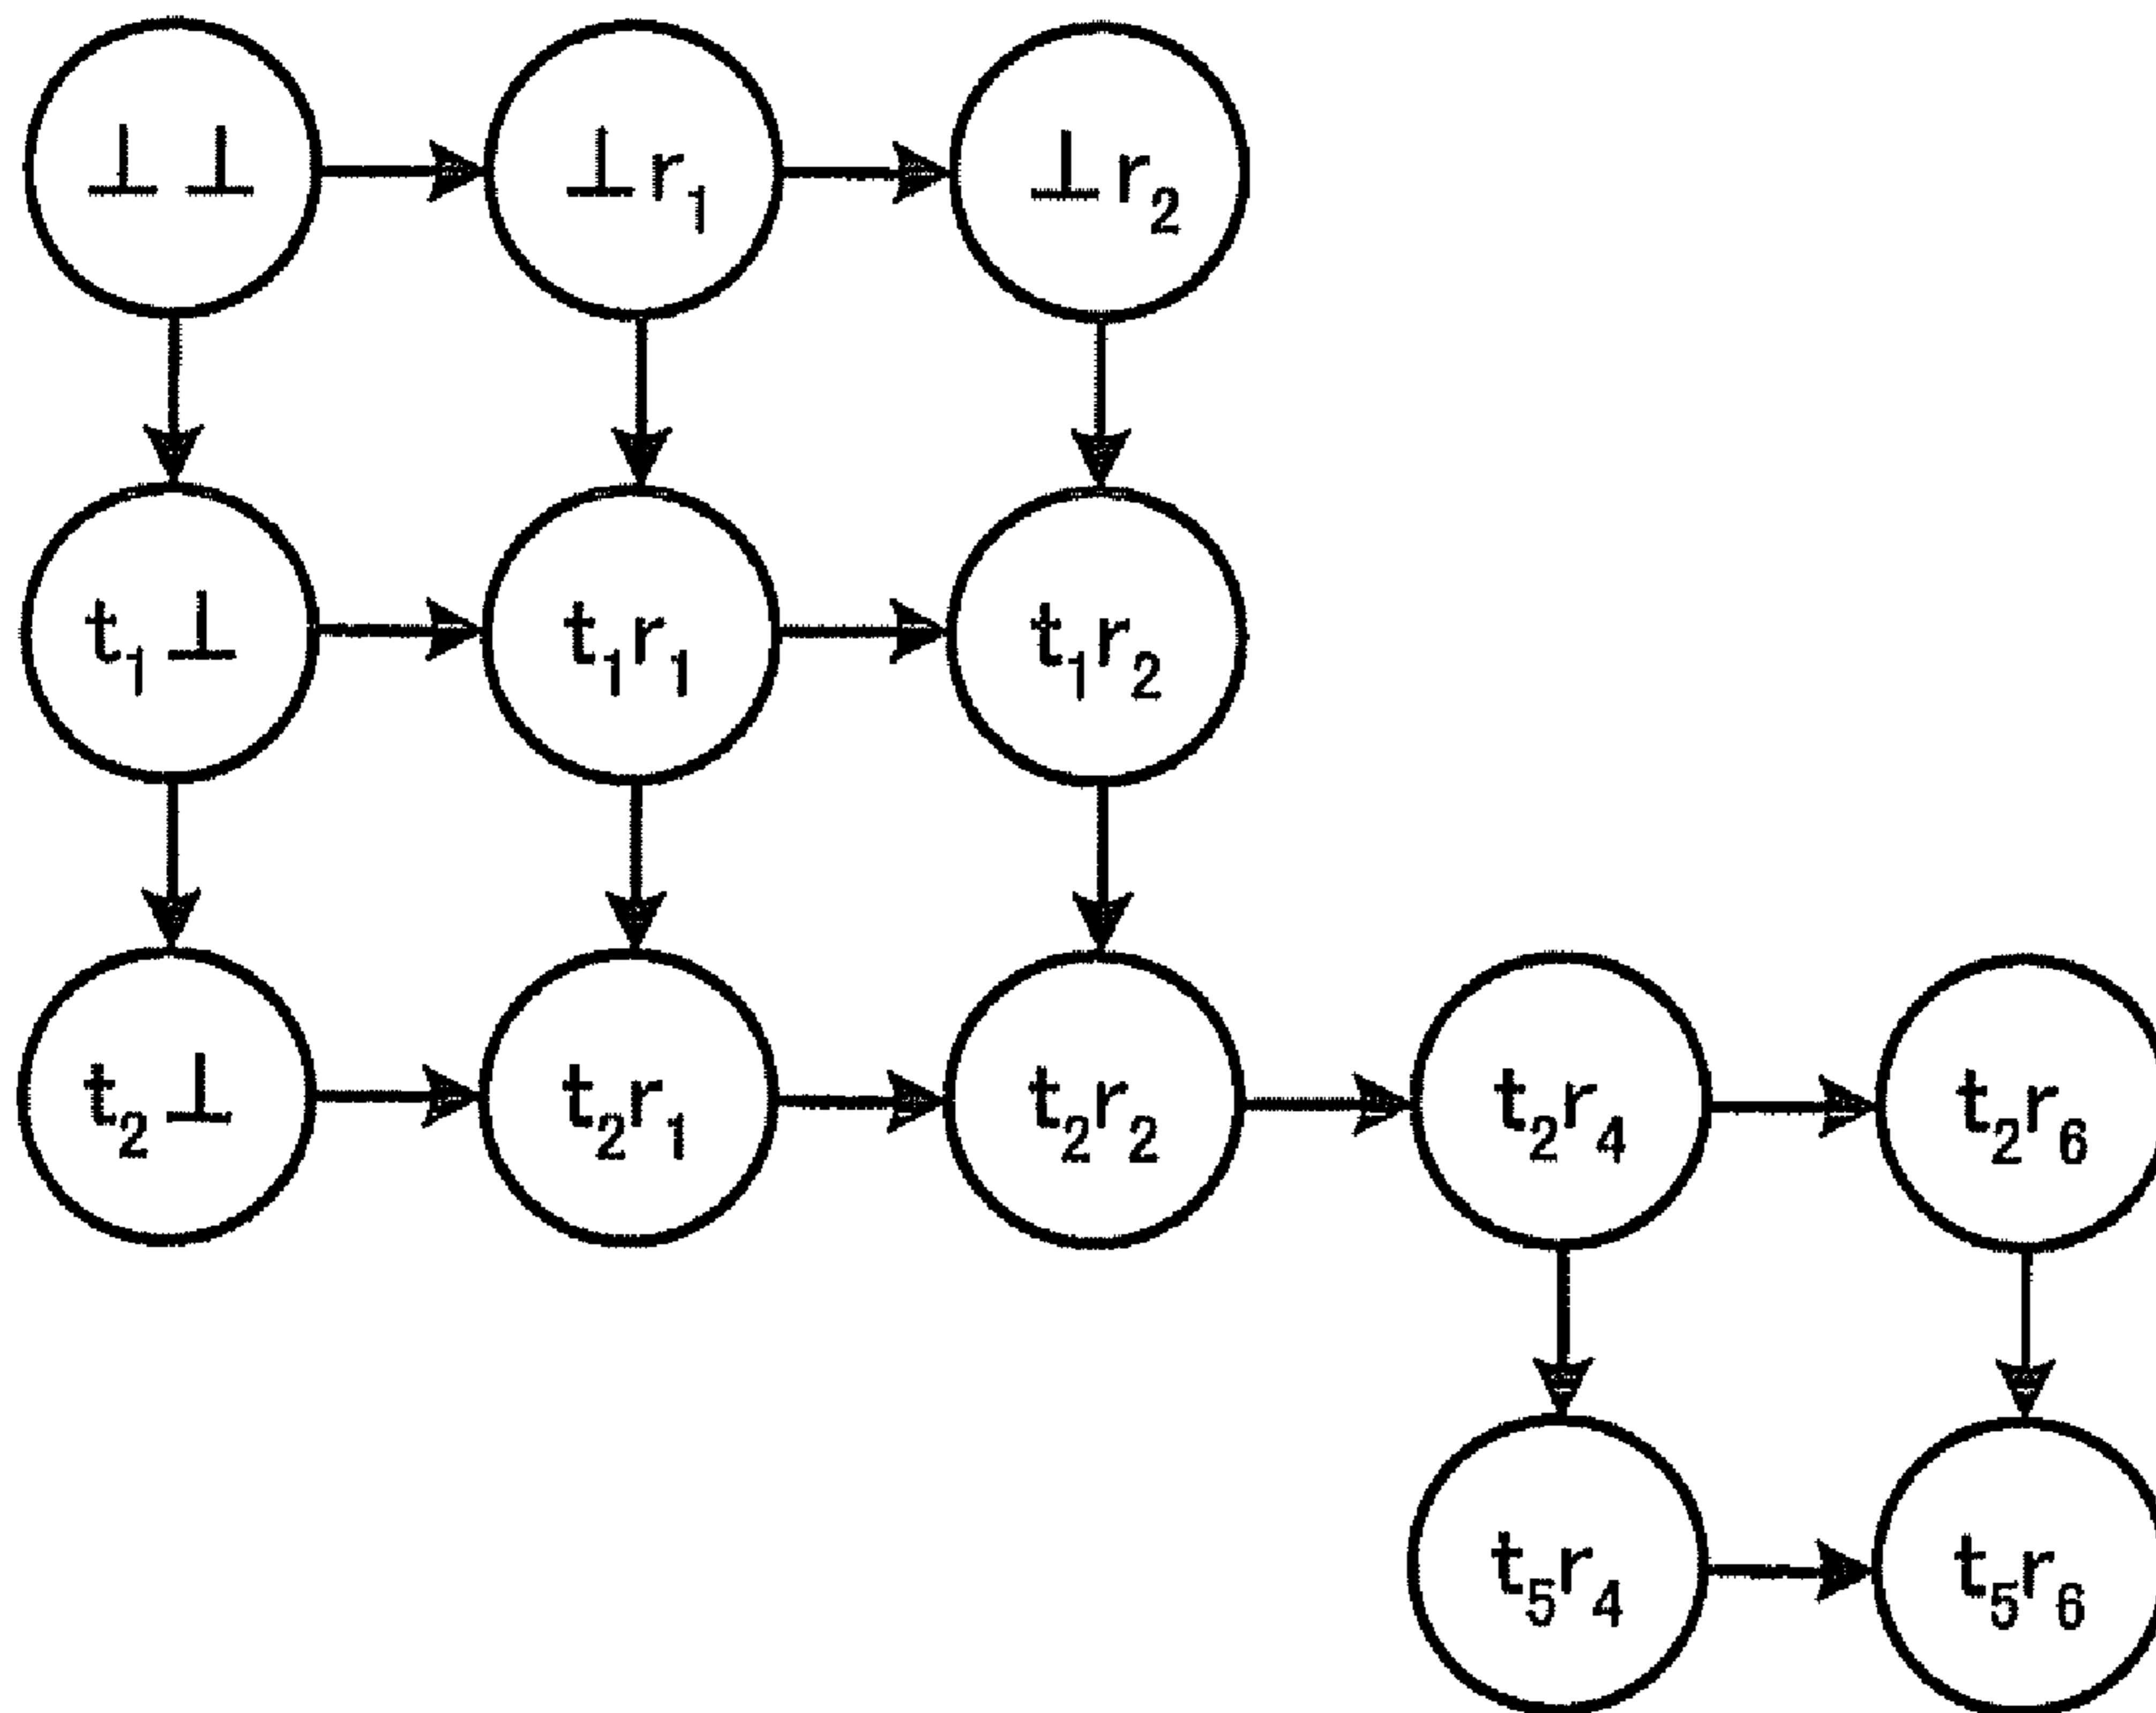 ⊥ ⊥ ⊥r₁ ⊥r₂
t₁⊥ t₁r₁ t₁r₂
t₂⊥ t₂r₁ t₂r₂ t₂r₄ t₂r₆
t₅r₄ t₅r₆